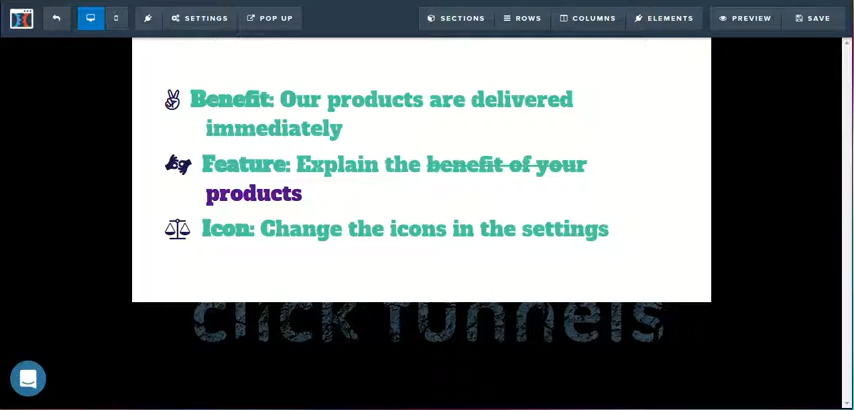 SETTINGS POP UP SECTIONS ROWS COLUMNS ELEMENTS PREVIEW SAVE
Benefit: Our products are delivered
immediately
Feature: Explain the benefit of your
products
Icon: Change the icons in the settings
click funnels